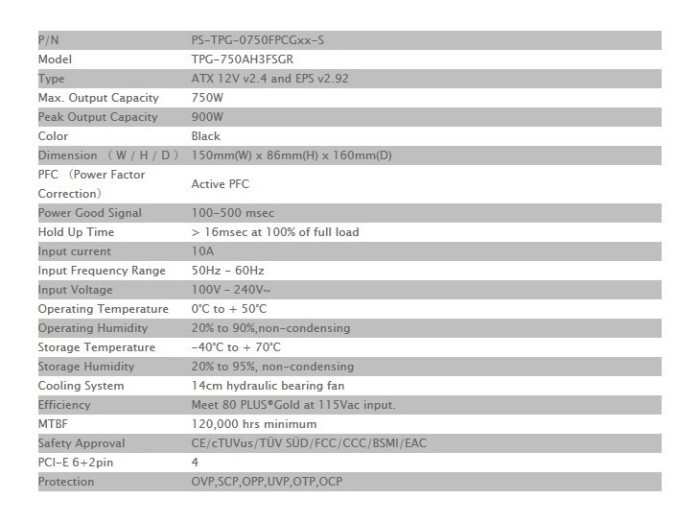 P/N PS-TPG-0750FPCGxx-S
Model TPG-750AH3FSGR
Type ATX 12V v2.4 and EPS v2.92
Max. Output Capacity 750W
Peak Output Capacity 900W
Color Black
Dimension （W / H / D） 150mm(W) x 86mm(H) x 160mm(D)
PFC （Power Factor
Correction） Active PFC
Power Good Signal 100-500 msec
Hold Up Time > 16msec at 100% of full load
Input current 10A
Input Frequency Range 50Hz – 60Hz
Input Voltage 100V – 240V~
Operating Temperature 0℃ to + 50℃
Operating Humidity 20% to 90%,non-condensing
Storage Temperature -40℃ to + 70℃
Storage Humidity 20% to 95%, non-condensing
Cooling System 14cm hydraulic bearing fan
Efficiency Meet 80 PLUS®Gold at 115Vac input.
MTBF 120,000 hrs minimum
Safety Approval CE/cTUVus/TÜV SÜD/FCC/CCC/BSMI/EAC
PCI-E 6+2pin 4
Protection OVP,SCP,OPP,UVP,OTP,OCP